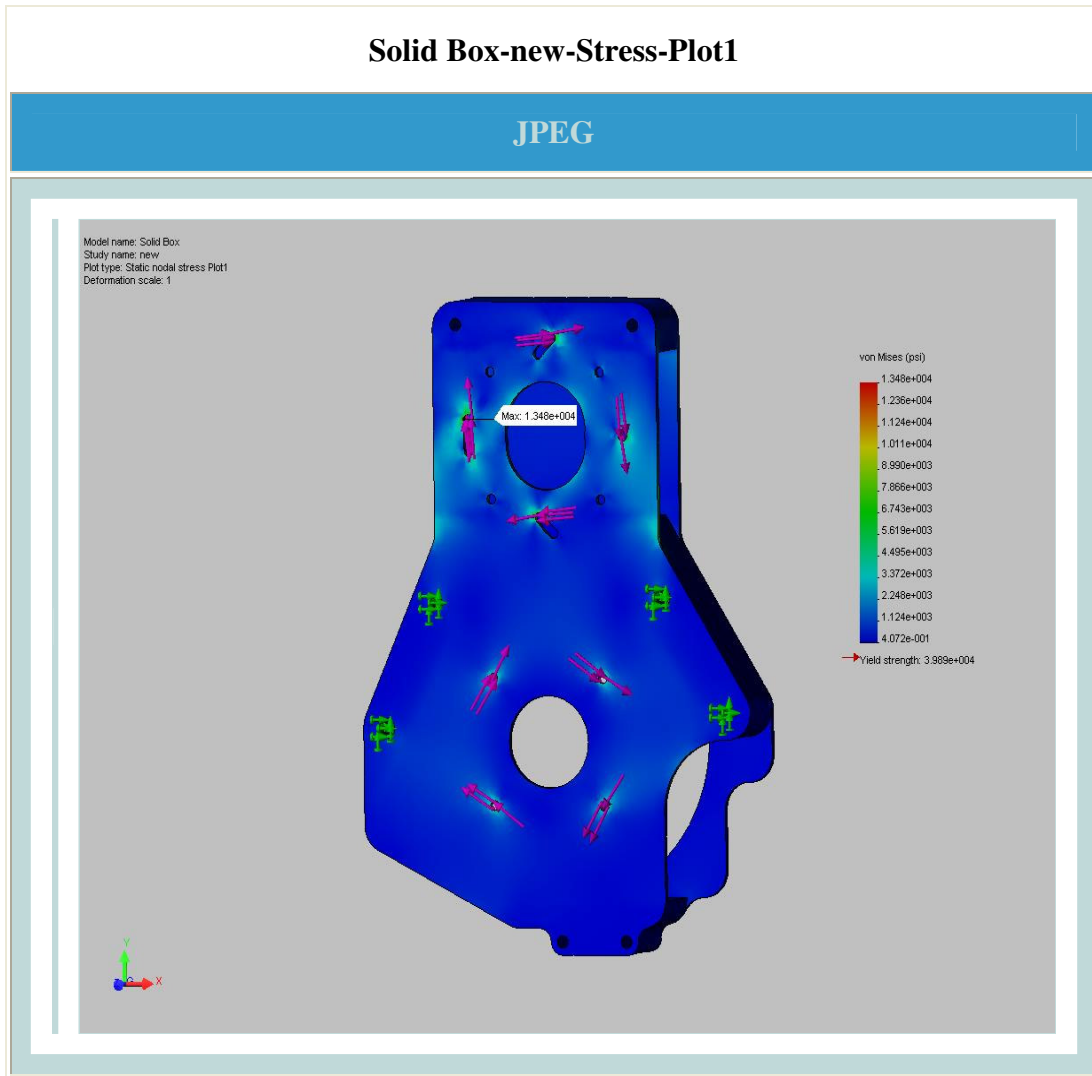 Solid Box-new-Stress-Plot1
JPEG
Model name: Solid Box
Study name: new
Plot type: Static nodal stress Plot1
Deformation scale: 1
von Mises (psi)
1.348e+004
1.236e+004
1.124e+004
1.011e+004
8.990e+003
7.866e+003
6.743e+003
5.619e+003
4.495e+003
3.372e+003
2.248e+003
1.124e+003
4.072e-001
Yield strength: 3.989e+004
Max: 1.348e+004
Y
X